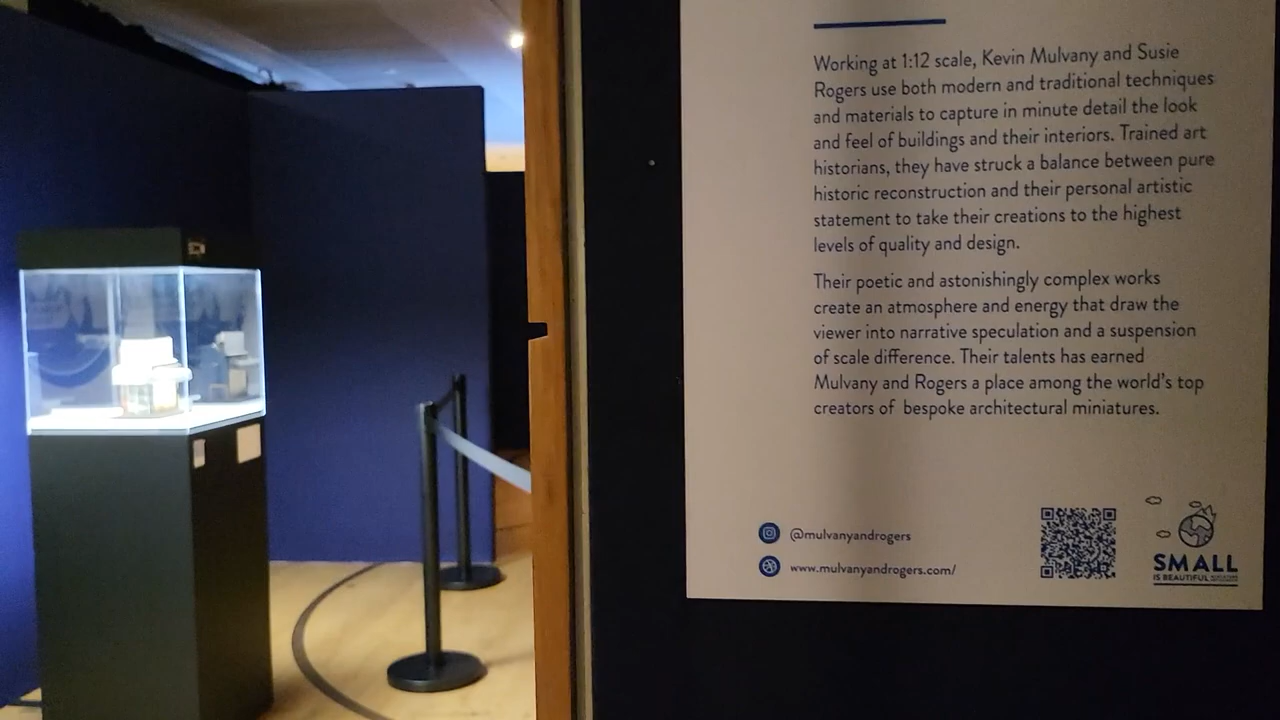 Working at 1:12 scale, Kevin Mulvany and Susie
Rogers use both modern and traditional techniques
and materials to capture in minute detail the look
and feel of buildings and their interiors. Trained art
historians, they have struck a balance between pure
historic reconstruction and their personal artistic
statement to take their creations to the highest
levels of quality and design.
Their poetic and astonishingly complex works
create an atmosphere and energy that draw the
viewer into narrative speculation and a suspension
of scale difference. Their talents has earned
Mulvany and Rogers a place among the world's top
creators of bespoke architectural miniatures.
@mulvanyandrogers
www.mulvanyandrogers.com/
SMALL
IS BEAUTIFUL